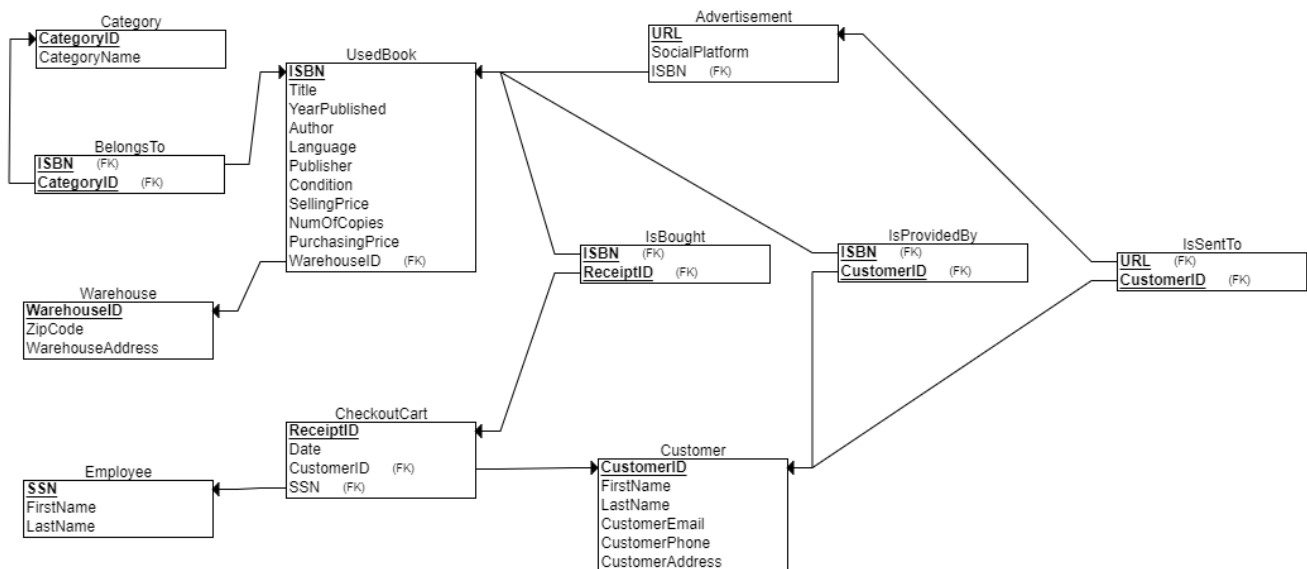 Category
CategoryID
CategoryName
BelongsTo
ISBN (FK)
CategoryID (FK)
UsedBook
ISBN
Title
YearPublished
Author
Language
Publisher
Condition
SellingPrice
NumOfCopies
PurchasingPrice
WarehouseID (FK)
Advertisement
URL
SocialPlatform
ISBN (FK)
IsBought
ISBN (FK)
ReceiptID (FK)
IsProvidedBy
ISBN (FK)
CustomerID (FK)
IsSentTo
URL (FK)
CustomerID (FK)
Warehouse
WarehouseID
ZipCode
WarehouseAddress
CheckoutCart
ReceiptID
Date
CustomerID (FK)
SSN (FK)
Employee
SSN
FirstName
LastName
Customer
CustomerID
FirstName
LastName
CustomerEmail
CustomerPhone
CustomerAddress